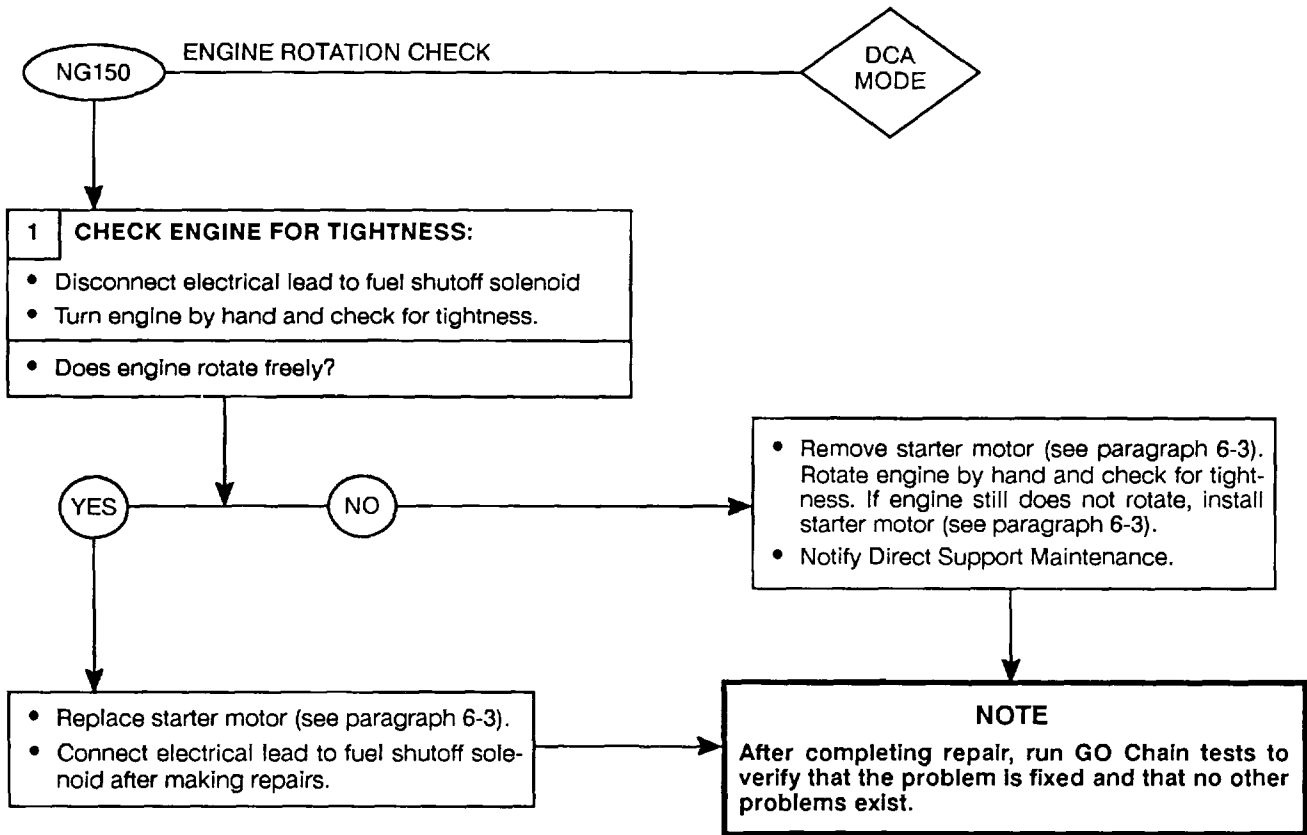 NG150
ENGINE ROTATION CHECK
DCA
MODE
1
CHECK ENGINE FOR TIGHTNESS:
• Disconnect electrical lead to fuel shutoff solenoid
• Turn engine by hand and check for tightness.
• Does engine rotate freely?
YES
NO
• Remove starter motor (see paragraph 6-3).
Rotate engine by hand and check for tight-
ness. If engine still does not rotate, install
starter motor (see paragraph 6-3).
• Notify Direct Support Maintenance.
• Replace starter motor (see paragraph 6-3).
• Connect electrical lead to fuel shutoff sole-
noid after making repairs.
NOTE
After completing repair, run GO Chain tests to
verify that the problem is fixed and that no other
problems exist.